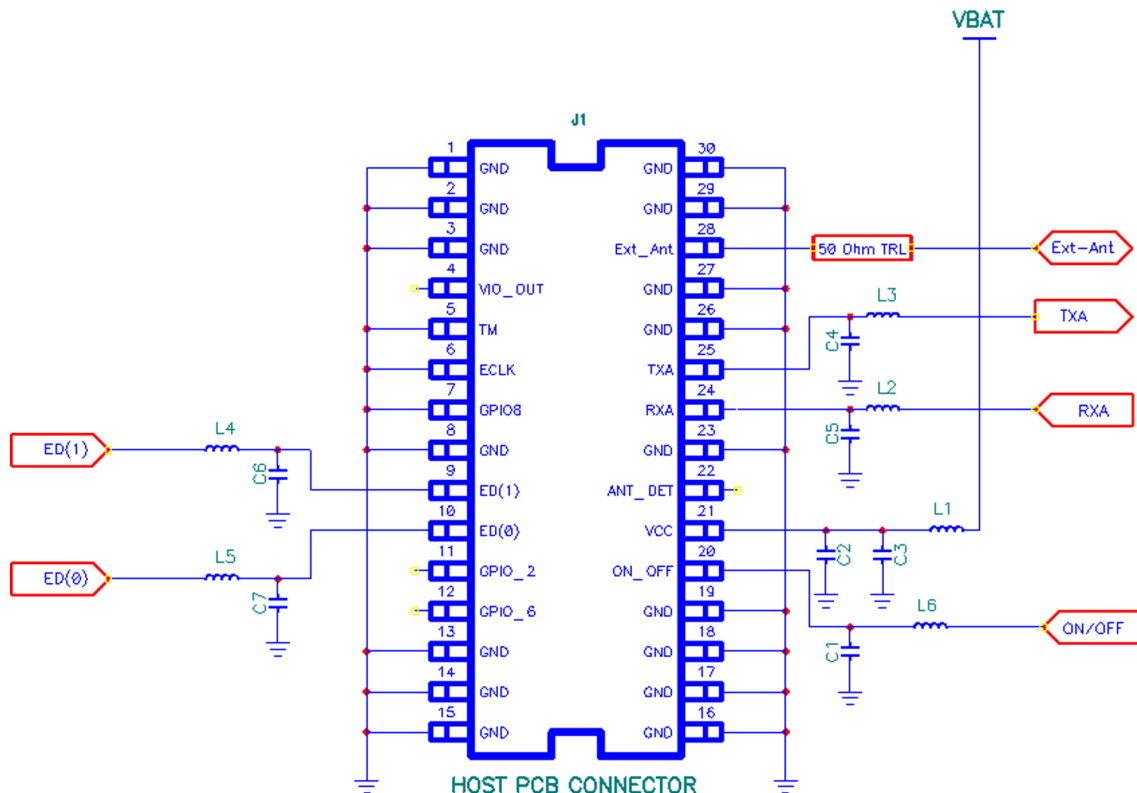 VBAT
J1
1 GND GND 30
2 GND GND 29
3 GND Ext_Ant 28 50 Ohm TRL Ext-Ant
4 VIO_OUT GND 27
5 TM GND 26 C4 L3 TXA
6 ECLK TXA 25
7 GPIO8 RXA 24 C5 L2 RXA
8 GND GND 23
ED(1) L4 C6 9 ED(1) ANT_DET 22
10 ED(0) VCC 21 C2 C3 L1
ED(0) L5 C7 11 GPIO_2 ON_OFF 20
12 GPIO_6 GND 19 C1 L6 ON/OFF
13 GND GND 18
14 GND GND 17
15 GND GND 16
HOST PCB CONNECTOR